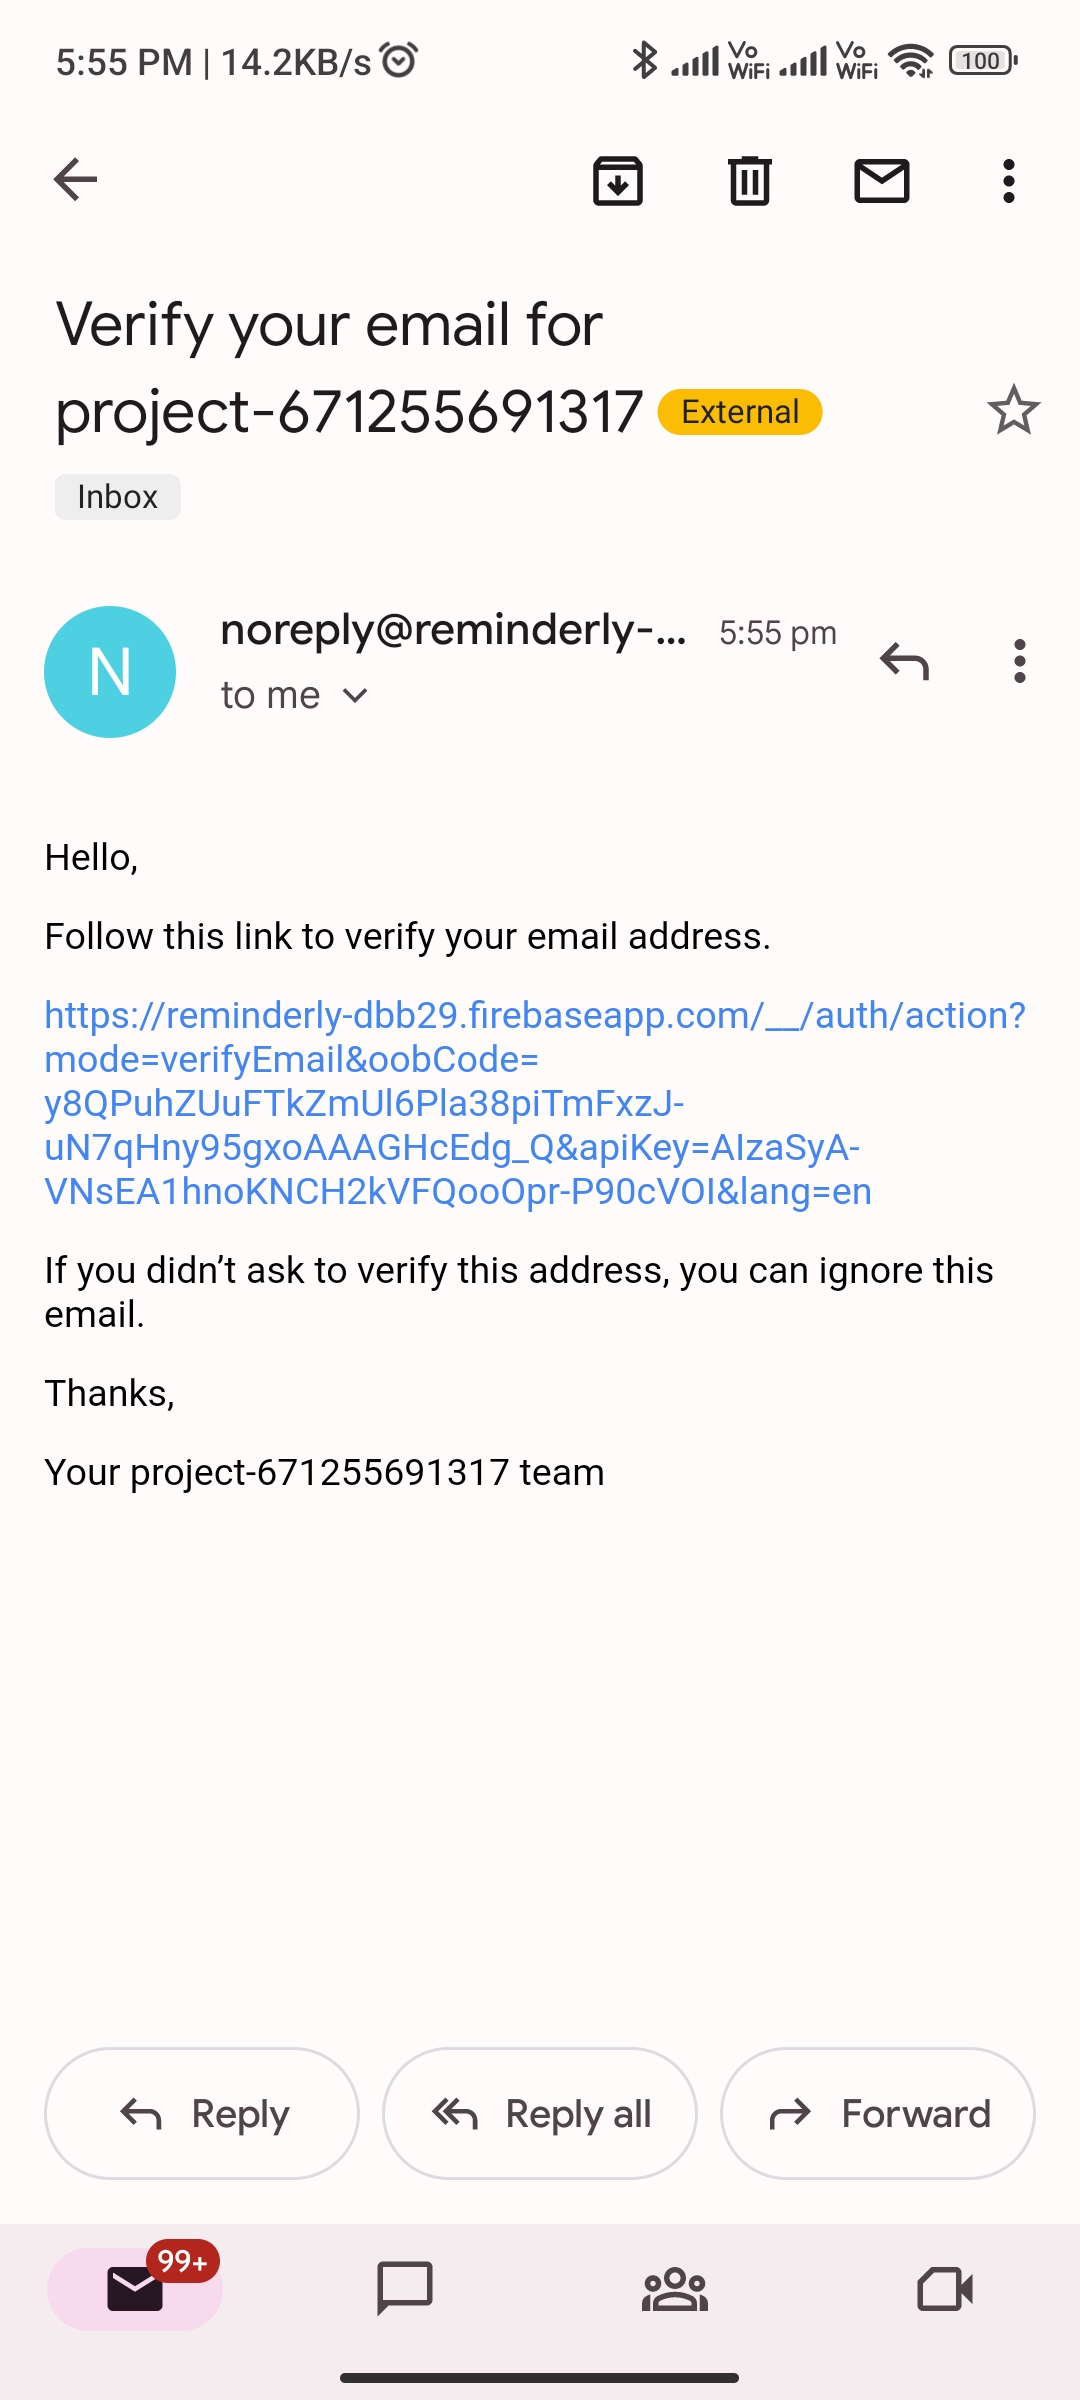 5:55 PM | 14.2KB/s Vo WiFi Vo WiFi 100
Verify your email for
project-671255691317 External
Inbox
N
noreply@reminderly-... 5:55 pm
to me
Hello,
Follow this link to verify your email address.
https://reminderly-dbb29.firebaseapp.com/__/auth/action?
mode=verifyEmail&oobCode=
y8QPuhZUuFTkZmUl6Pla38piTmFxzJ-
uN7qHny95gxoAAAGHcEdg_Q&apiKey=AIzaSyA-
VNsEA1hnoKNCH2kVFQooOpr-P90cVOI&lang=en
If you didn’t ask to verify this address, you can ignore this
email.
Thanks,
Your project-671255691317 team
Reply Reply all Forward
99+